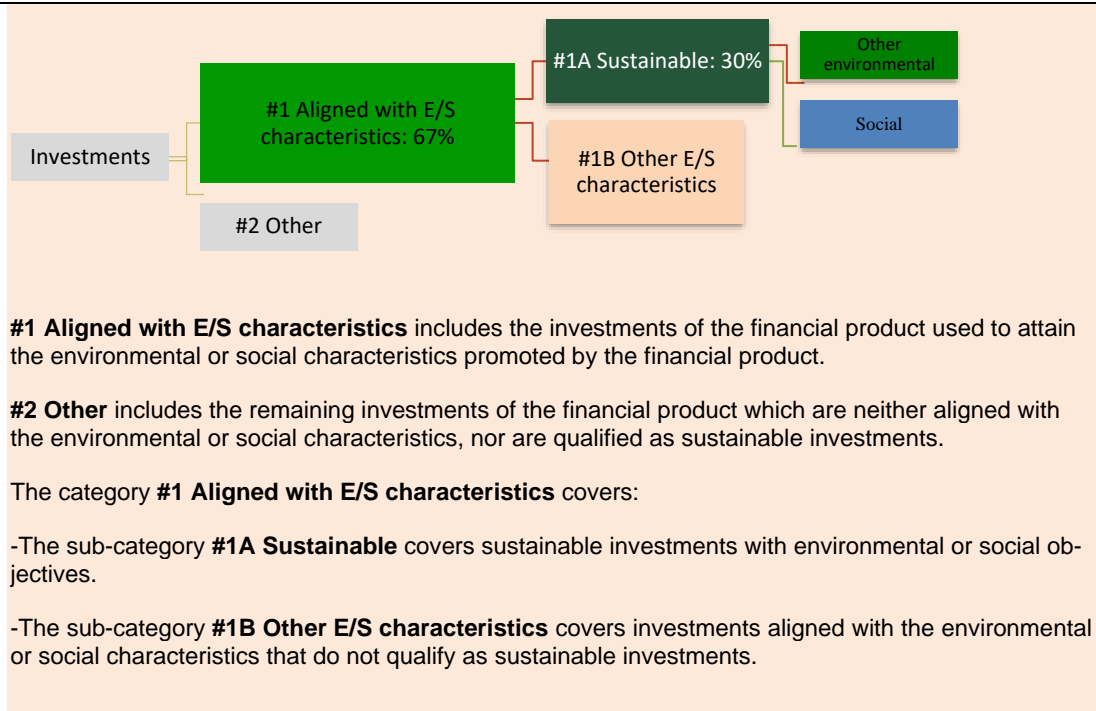 Investments
#1 Aligned with E/S
characteristics: 67%
#2 Other
#1A Sustainable: 30%
#1B Other E/S
characteristics
Other
environmental
Social
#1 Aligned with E/S characteristics includes the investments of the financial product used to attain
the environmental or social characteristics promoted by the financial product.
#2 Other includes the remaining investments of the financial product which are neither aligned with
the environmental or social characteristics, nor are qualified as sustainable investments.
The category #1 Aligned with E/S characteristics covers:
-The sub-category #1A Sustainable covers sustainable investments with environmental or social ob-
jectives.
-The sub-category #1B Other E/S characteristics covers investments aligned with the environmental
or social characteristics that do not qualify as sustainable investments.